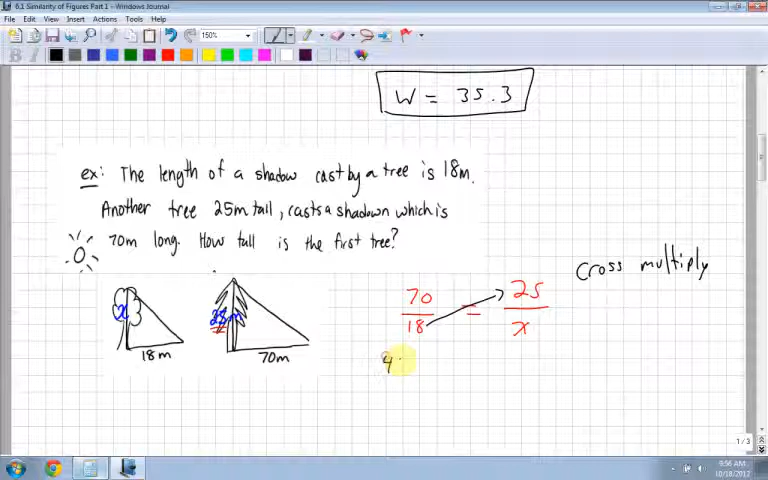 6.1 Similarity of Figures Part 1 - Windows Journal
File Edit View Insert Actions Tools Help
150%
B I
W = 35.3
ex: The length of a shadow cast by a tree is 18m.
Another tree 25m tall, casts a shadown which is
70m long. How tall is the first tree?
cross multiply
70/18 = 25/x
x
25m
18m
70m
4
1 / 3
9:56 AM
10/18/2012